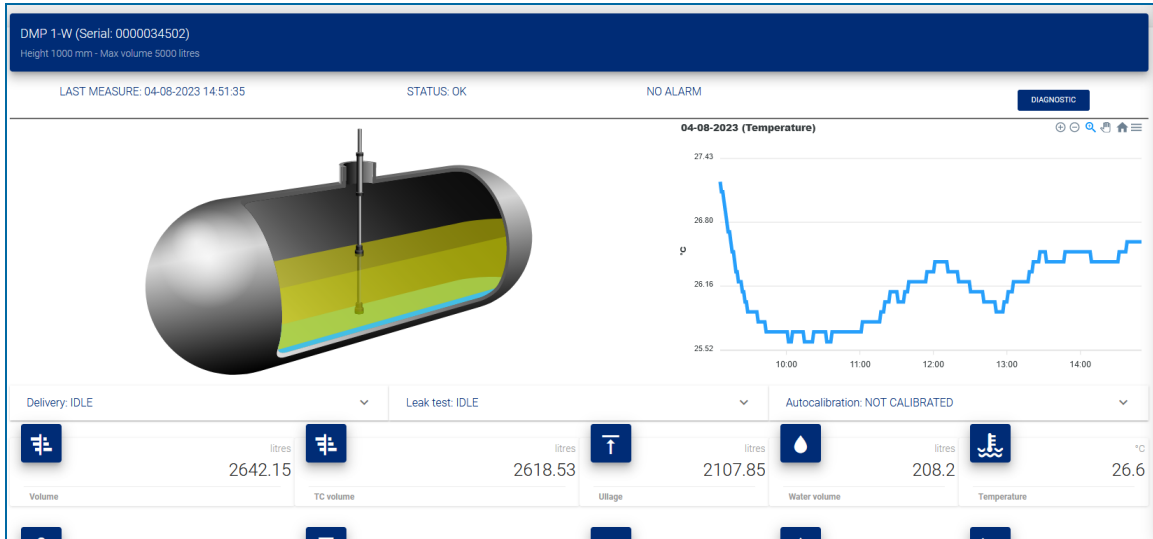 DMP 1-W (Serial: 0000034502)
Height 1000 mm - Max volume 5000 litres
LAST MEASURE: 04-08-2023 14:51:35
STATUS: OK
NO ALARM
DIAGNOSTIC
04-08-2023 (Temperature)
27.43
26.80
°C
26.16
25.52
10:00 11:00 12:00 13:00 14:00
Delivery: IDLE
Leak test: IDLE
Autocalibration: NOT CALIBRATED
litres
2642.15
Volume
litres
2618.53
TC volume
litres
2107.85
Ullage
litres
208.2
Water volume
°C
26.6
Temperature